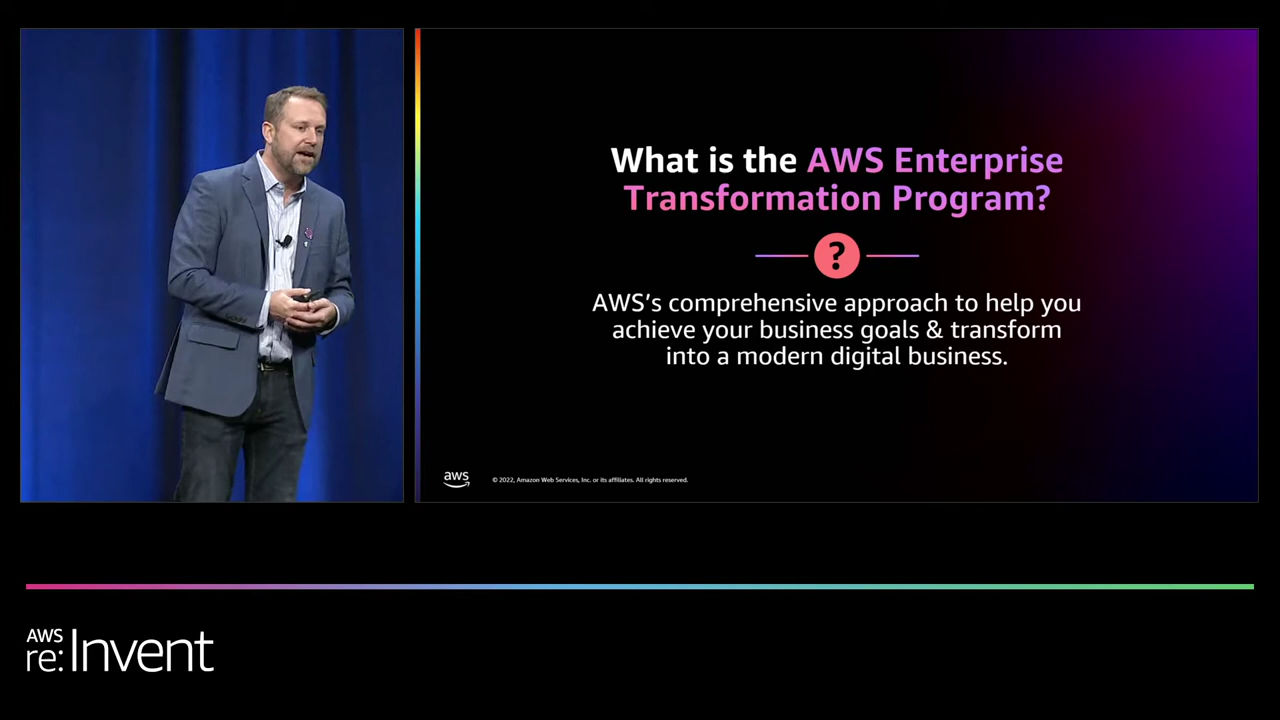 What is the AWS Enterprise
Transformation Program?
?
AWS's comprehensive approach to help you
achieve your business goals & transform
into a modern digital business.
aws
© 2022, Amazon Web Services, Inc. or its affiliates. All rights reserved.
AWS
re:Invent